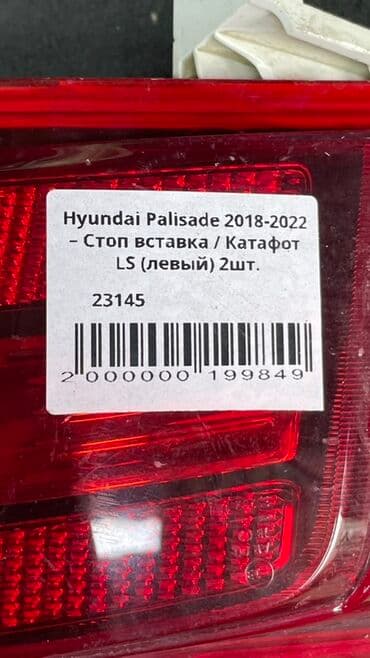 Hyundai Palisade 2018-2022
– Стоп вставка / Катафот
LS (левый) 2шт.
23145
2 000000 199849